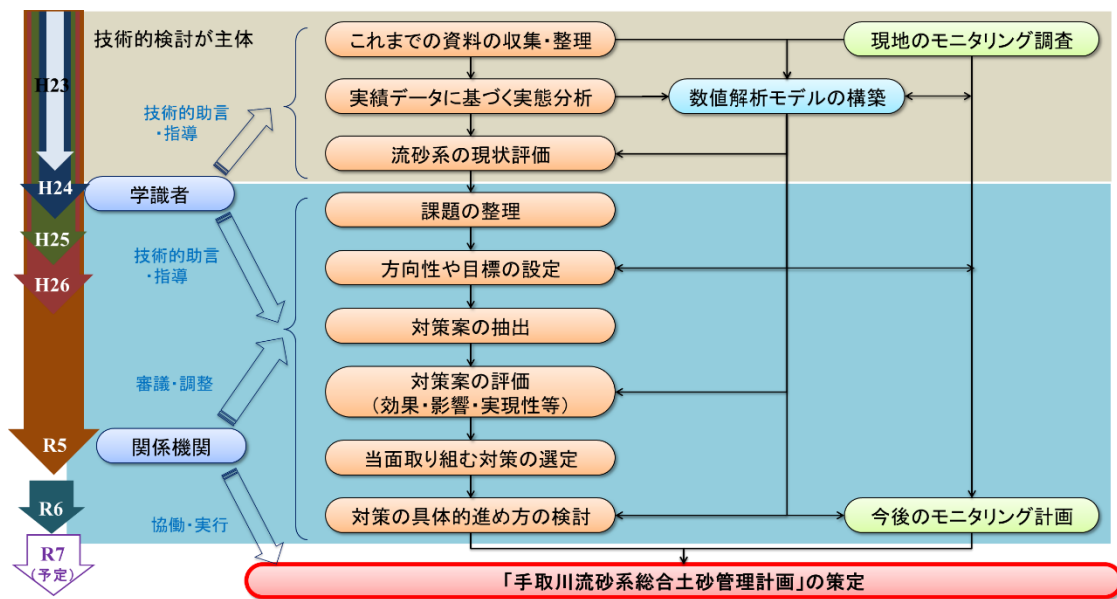 技術的検討が主体
これまでの資料の収集・整理
現地のモニタリング調査
H23
実績データに基づく実態分析
数値解析モデルの構築
技術的助言
・指導
流砂系の現状評価
H24
学識者
課題の整理
H25
技術的助言
・指導
方向性や目標の設定
H26
対策案の抽出
審議・調整
対策案の評価
（効果・影響・実現性等）
R5
関係機関
当面取り組む対策の選定
R6
協働・実行
対策の具体的進め方の検討
今後のモニタリング計画
R7
(予定)
「手取川流砂系総合土砂管理計画」の策定